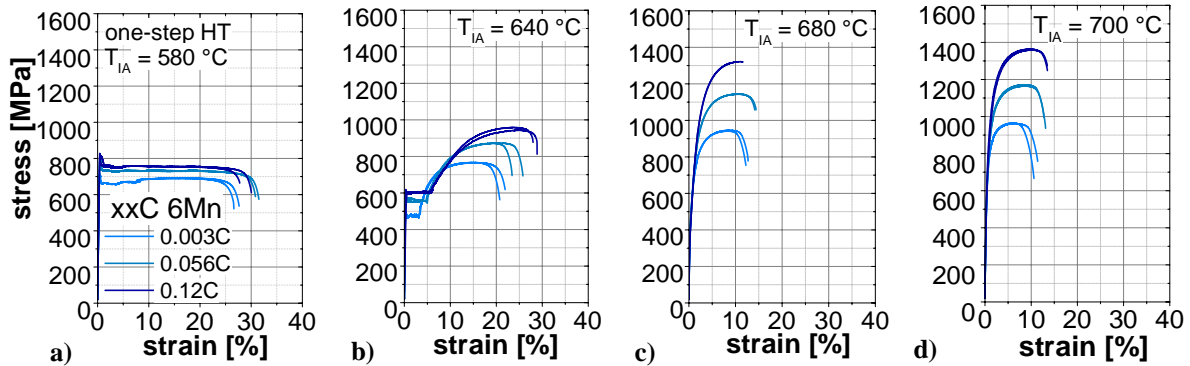 stress [MPa]
1600
1400
1200
1000
800
600
400
200
0
one-step HT
T_IA = 580 °C
xxC 6Mn
0.003C
0.056C
0.12C
0 10 20 30 40
strain [%]
a)
1600
1400
1200
1000
800
600
400
200
0
T_IA = 640 °C
0 10 20 30 40
strain [%]
b)
1600
1400
1200
1000
800
600
400
200
0
T_IA = 680 °C
0 10 20 30 40
strain [%]
c)
1600
1400
1200
1000
800
600
400
200
0
T_IA = 700 °C
0 10 20 30 40
strain [%]
d)